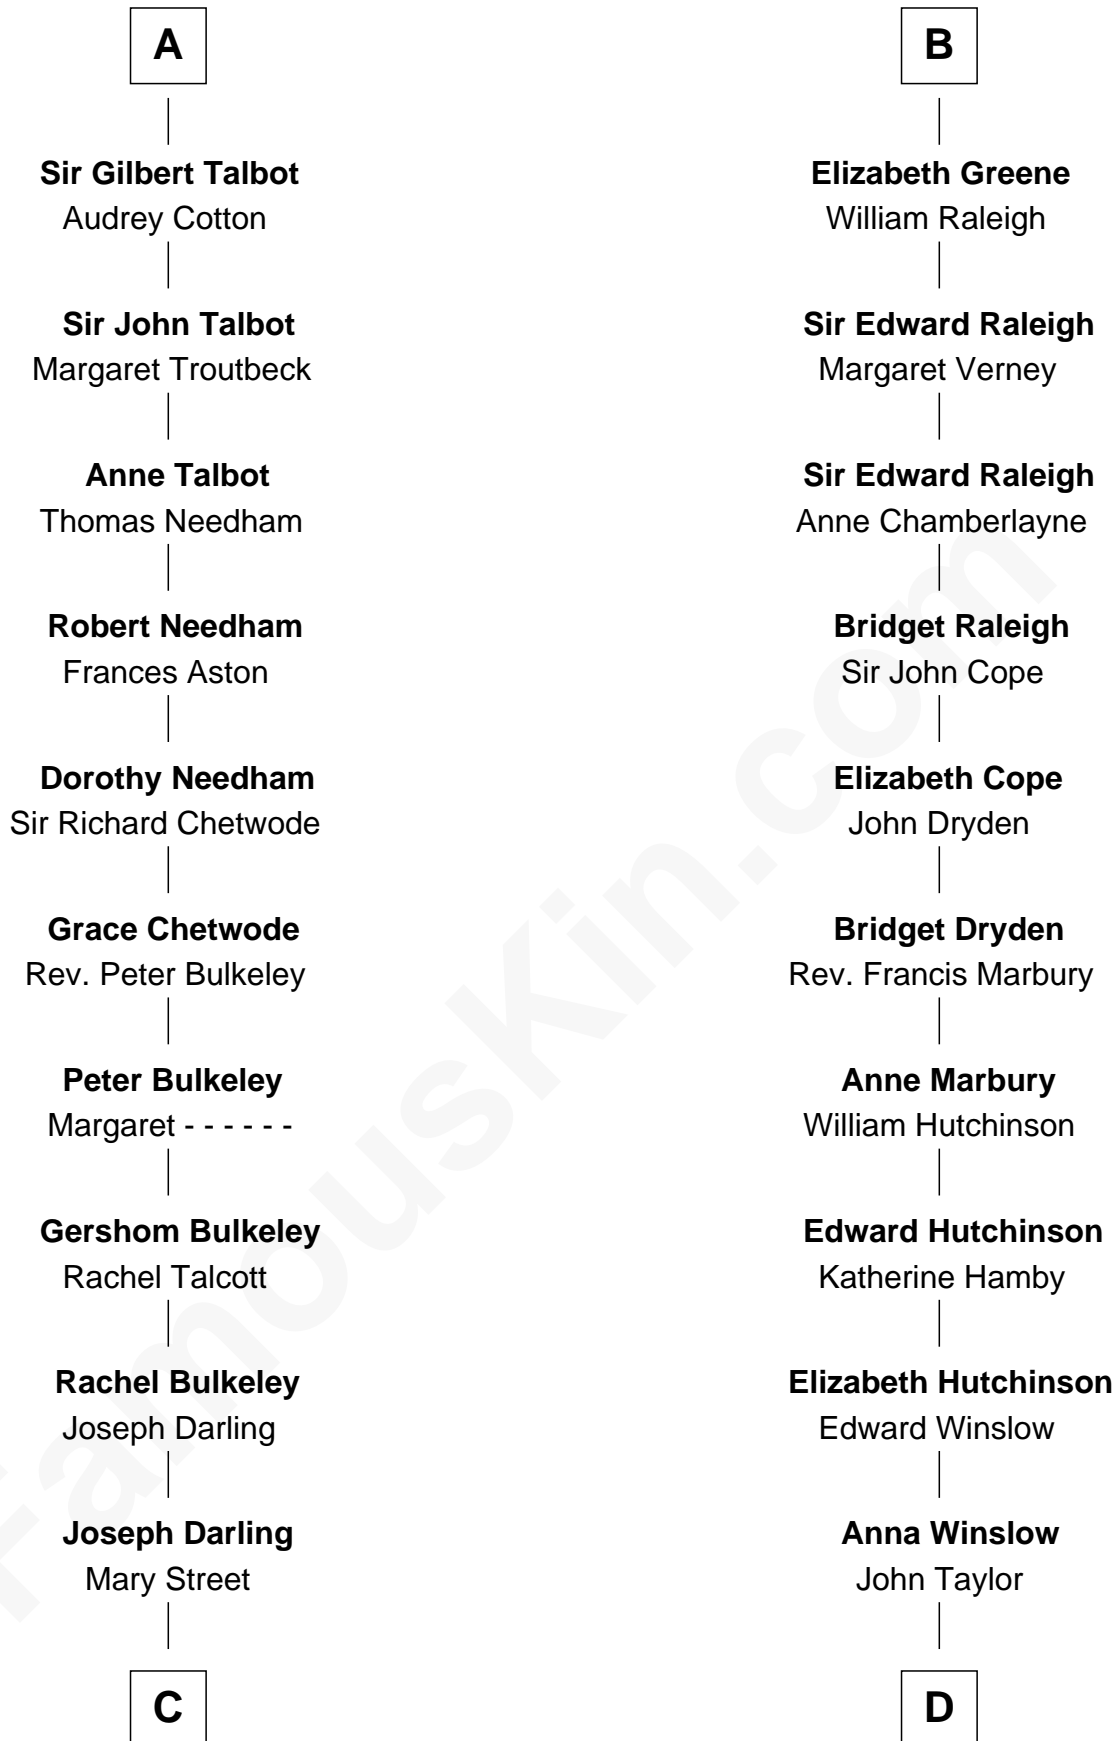 A
Sir Gilbert Talbot
Audrey Cotton
Sir John Talbot
Margaret Troutbeck
Anne Talbot
Thomas Needham
Robert Needham
Frances Aston
Dorothy Needham
Sir Richard Chetwode
Grace Chetwode
Rev. Peter Bulkeley
Peter Bulkeley
Margaret - - - - - -
Gershom Bulkeley
Rachel Talcott
Rachel Bulkeley
Joseph Darling
Joseph Darling
Mary Street
C
B
Elizabeth Greene
William Raleigh
Sir Edward Raleigh
Margaret Verney
Sir Edward Raleigh
Anne Chamberlayne
Bridget Raleigh
Sir John Cope
Elizabeth Cope
John Dryden
Bridget Dryden
Rev. Francis Marbury
Anne Marbury
William Hutchinson
Edward Hutchinson
Katherine Hamby
Elizabeth Hutchinson
Edward Winslow
Anna Winslow
John Taylor
D
FamousKin.com